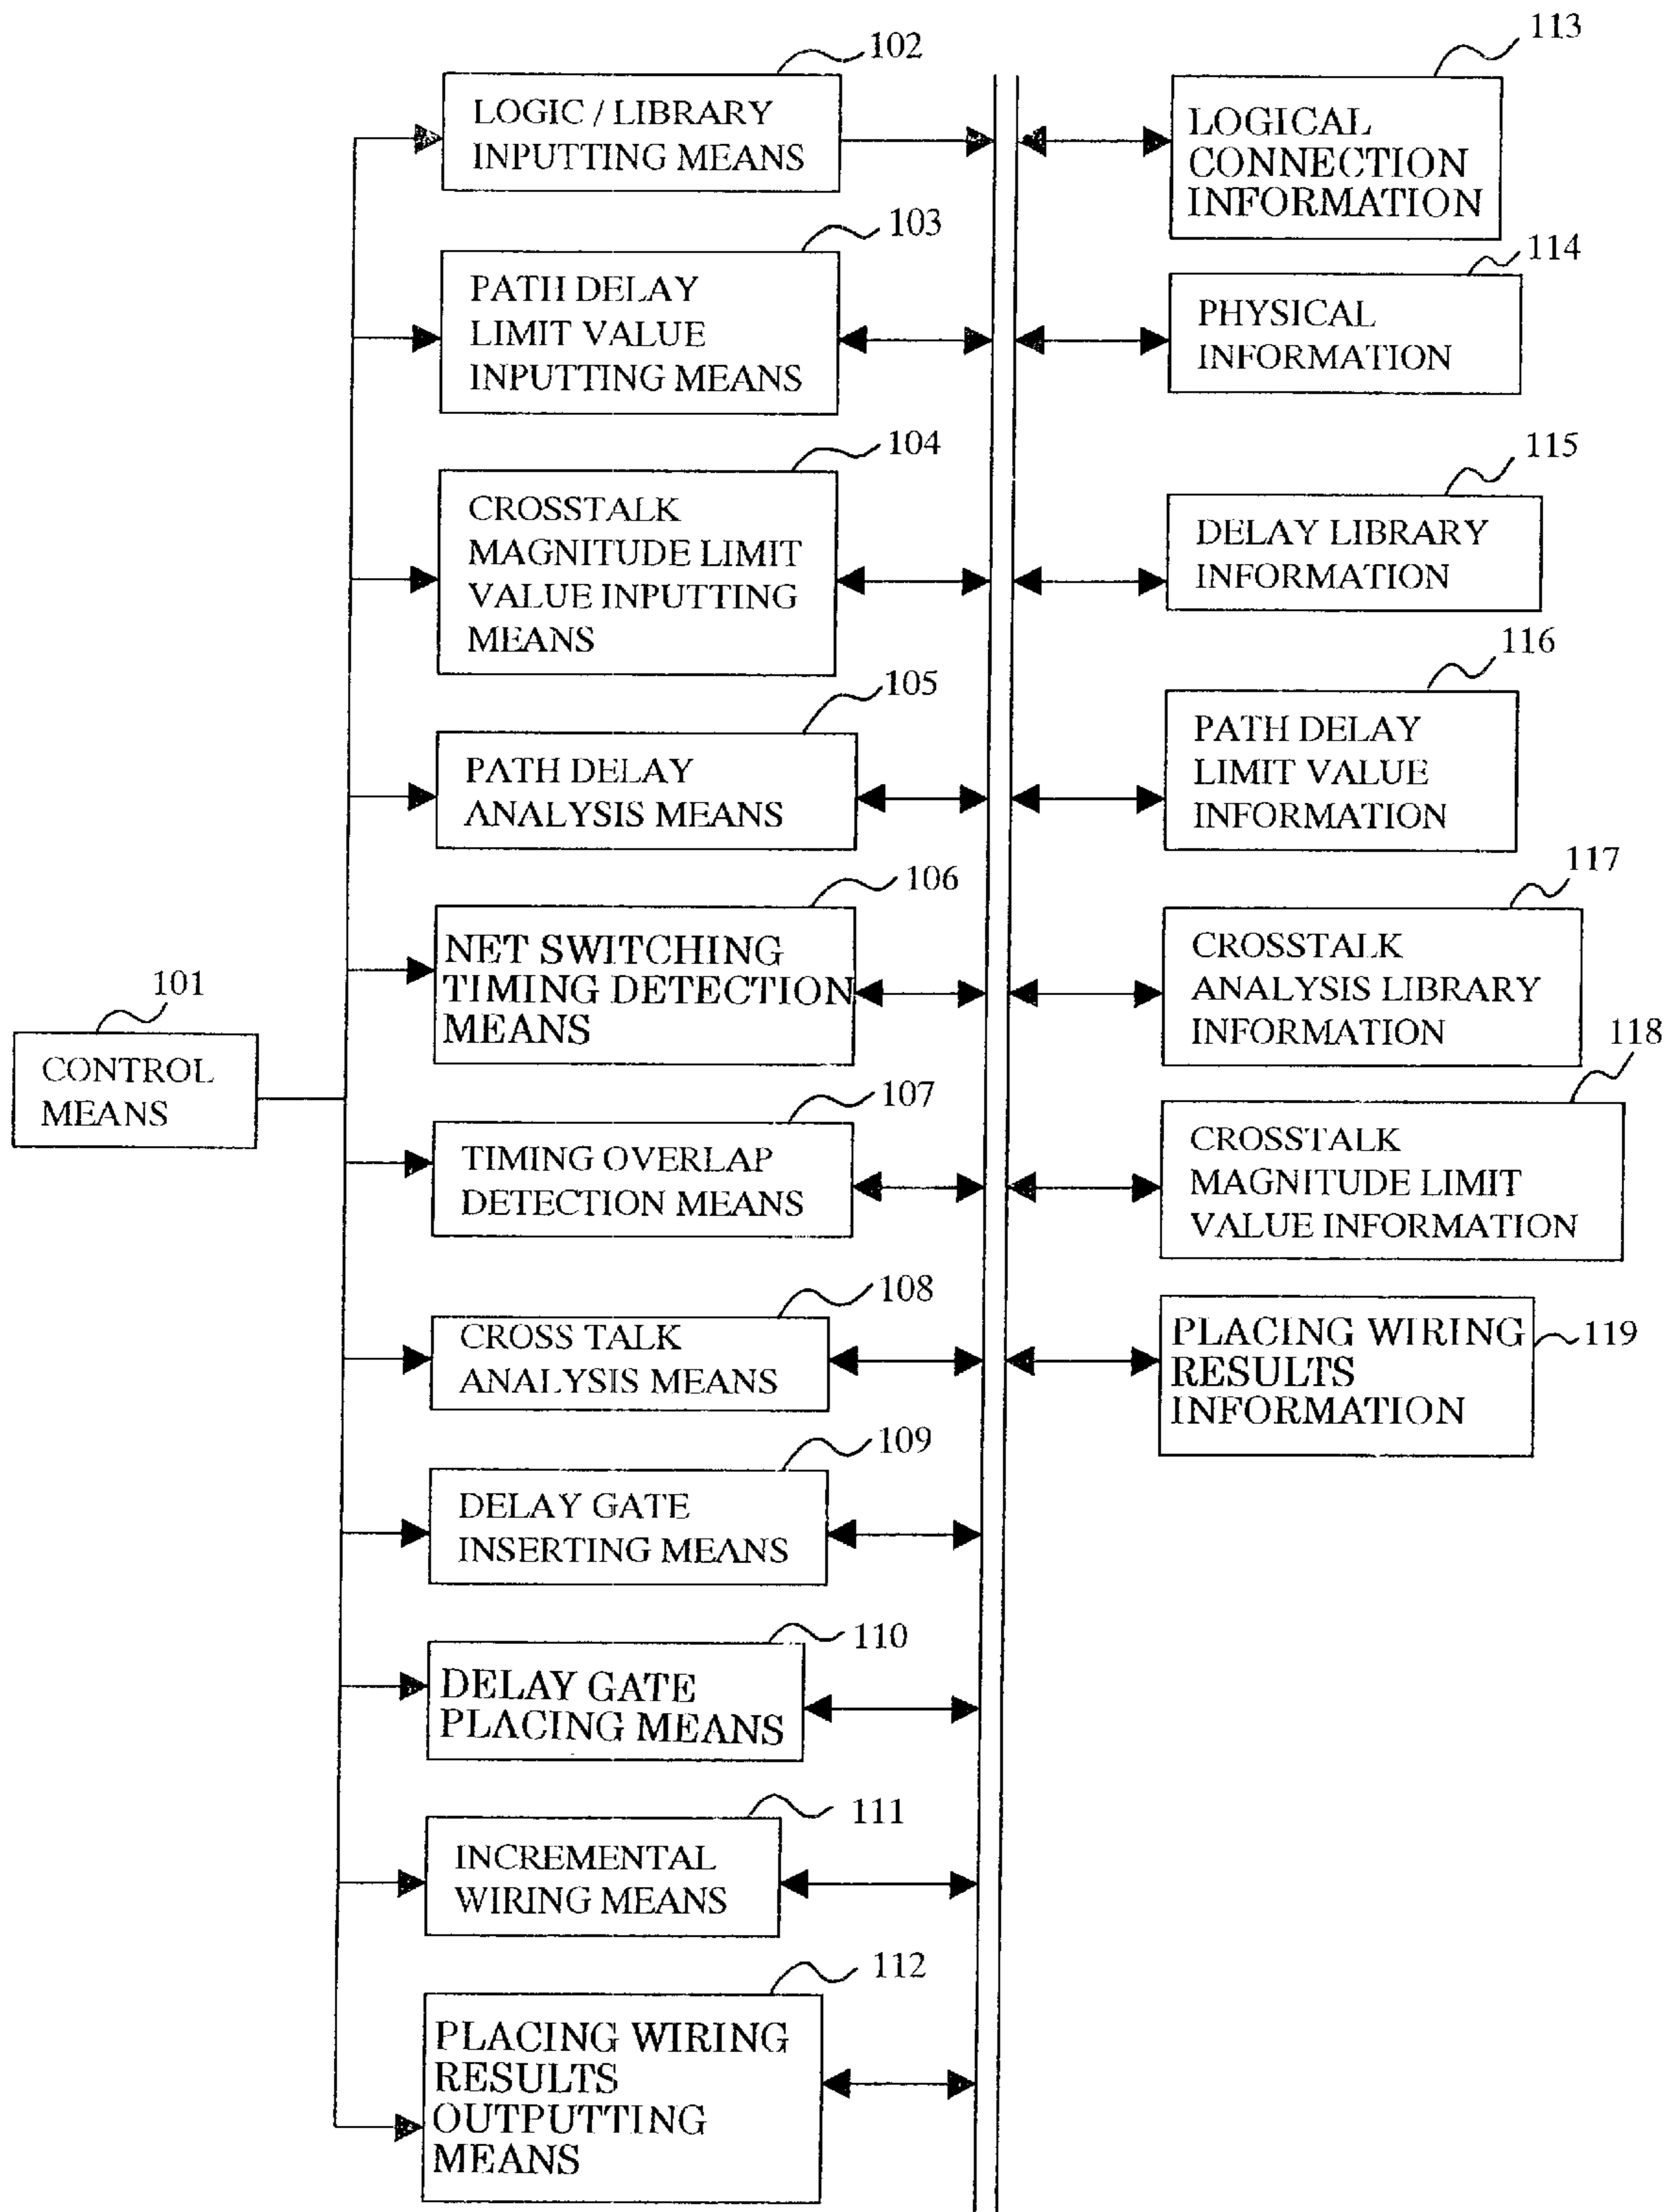 101
CONTROL
MEANS
102
LOGIC / LIBRARY
INPUTTING MEANS
103
PATH DELAY
LIMIT VALUE
INPUTTING MEANS
104
CROSSTALK
MAGNITUDE LIMIT
VALUE INPUTTING
MEANS
105
PATH DELAY
ANALYSIS MEANS
106
NET SWITCHING
TIMING DETECTION
MEANS
107
TIMING OVERLAP
DETECTION MEANS
108
CROSS TALK
ANALYSIS MEANS
109
DELAY GATE
INSERTING MEANS
110
DELAY GATE
PLACING MEANS
111
INCREMENTAL
WIRING MEANS
112
PLACING WIRING
RESULTS
OUTPUTTING
MEANS
113
LOGICAL
CONNECTION
INFORMATION
114
PHYSICAL
INFORMATION
115
DELAY LIBRARY
INFORMATION
116
PATH DELAY
LIMIT VALUE
INFORMATION
117
CROSSTALK
ANALYSIS LIBRARY
INFORMATION
118
CROSSTALK
MAGNITUDE LIMIT
VALUE INFORMATION
119
PLACING WIRING
RESULTS
INFORMATION